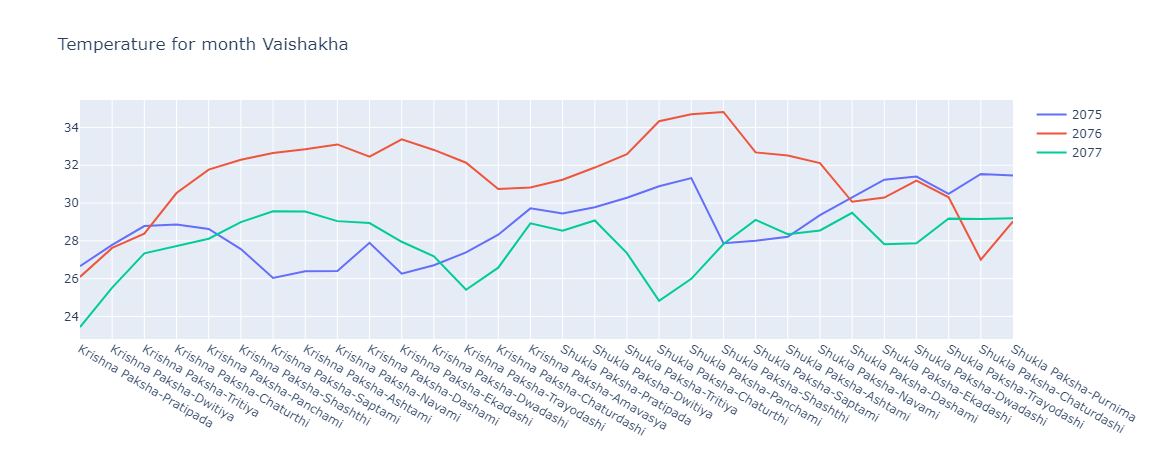 Temperature for month Vaishakha
2075
2076
2077
34
32
30
28
26
24
Krishna Paksha-Pratipada
Krishna Paksha-Dwitiya
Krishna Paksha-Tritiya
Krishna Paksha-Chaturthi
Krishna Paksha-Panchami
Krishna Paksha-Shashthi
Krishna Paksha-Saptami
Krishna Paksha-Ashtami
Krishna Paksha-Navami
Krishna Paksha-Dashami
Krishna Paksha-Ekadashi
Krishna Paksha-Dwadashi
Krishna Paksha-Trayodashi
Krishna Paksha-Chaturdashi
Krishna Paksha-Amavasya
Shukla Paksha-Pratipada
Shukla Paksha-Dwitiya
Shukla Paksha-Tritiya
Shukla Paksha-Chaturthi
Shukla Paksha-Panchami
Shukla Paksha-Shashthi
Shukla Paksha-Saptami
Shukla Paksha-Ashtami
Shukla Paksha-Navami
Shukla Paksha-Dashami
Shukla Paksha-Ekadashi
Shukla Paksha-Dwadashi
Shukla Paksha-Trayodashi
Shukla Paksha-Chaturdashi
Shukla Paksha-Purnima